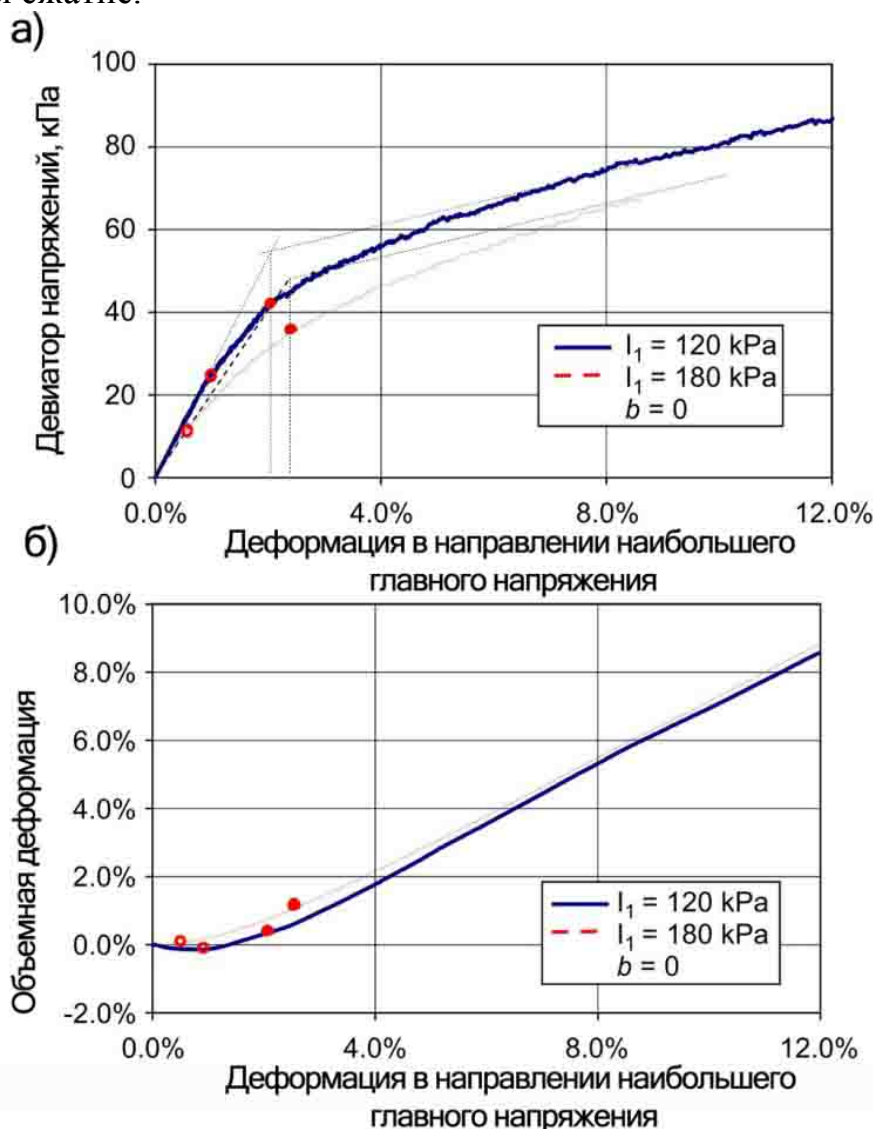 а)
100
80
60
40
20
0
Девиатор напряжений, кПа
I₁ = 120 kPa
I₁ = 180 kPa
b = 0
0.0%
4.0%
8.0%
12.0%
Деформация в направлении наибольшего
главного напряжения
б)
10.0%
8.0%
6.0%
4.0%
2.0%
0.0%
-2.0%
Объемная деформация
I₁ = 120 kPa
I₁ = 180 kPa
b = 0
0.0%
4.0%
8.0%
12.0%
Деформация в направлении наибольшего
главного напряжения